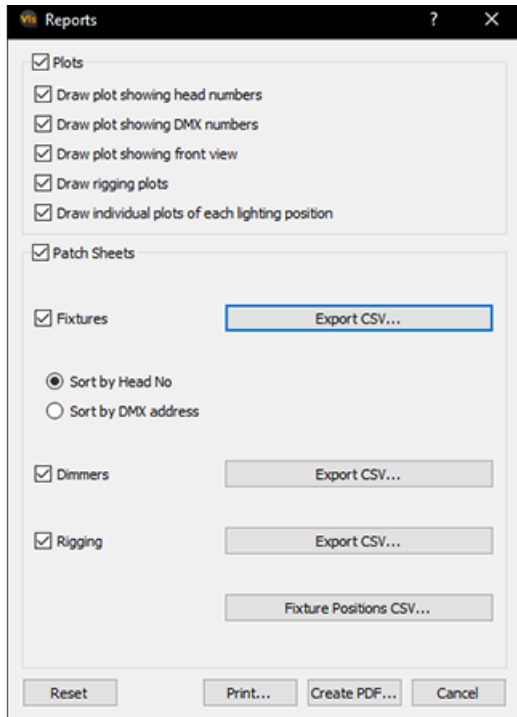 Vis Reports ? ×
Plots
Draw plot showing head numbers
Draw plot showing DMX numbers
Draw plot showing front view
Draw rigging plots
Draw individual plots of each lighting position
Patch Sheets
Fixtures Export CSV...
Sort by Head No
Sort by DMX address
Dimmers Export CSV...
Rigging Export CSV...
Fixture Positions CSV...
Reset Print... Create PDF... Cancel